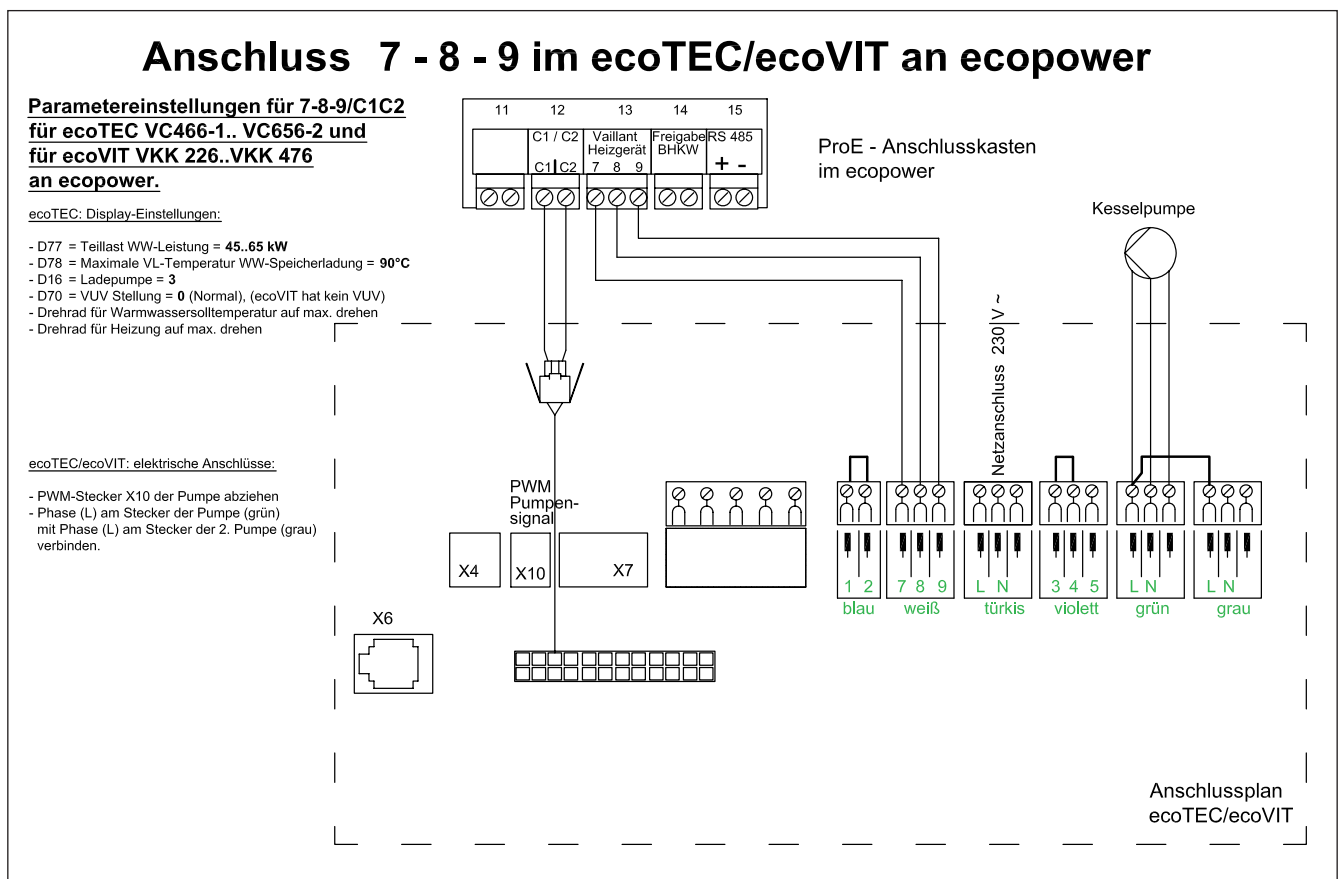 Anschluss 7 - 8 - 9 im ecoTEC/ecoVIT an ecopower
Parametereinstellungen für 7-8-9/C1C2
für ecoTEC VC466-1.. VC656-2 und
für ecoVIT VKK 226..VKK 476
an ecopower.
ecoTEC: Display-Einstellungen:
- D77 = Teillast WW-Leistung = 45..65 kW
- D78 = Maximale VL-Temperatur WW-Speicherladung = 90°C
- D16 = Ladepumpe = 3
- D70 = VUV Stellung = 0 (Normal), (ecoVIT hat kein VUV)
- Drehrad für Warmwassersolltemperatur auf max. drehen
- Drehrad für Heizung auf max. drehen
ecoTEC/ecoVIT: elektrische Anschlüsse:
- PWM-Stecker X10 der Pumpe abziehen
- Phase (L) am Stecker der Pumpe (grün)
mit Phase (L) am Stecker der 2. Pumpe (grau)
verbinden.
11 12 13 14 15
C1 / C2
Vaillant
Heizgerät
Freigabe
BHKW
RS 485
C1 C2
7 8 9
+ -
ProE - Anschlusskasten
im ecopower
Kesselpumpe
Netzanschluss 230 V ~
PWM
Pumpen-
signal
X4
X10
X7
X6
1 2
blau
7 8 9
weiß
L N
türkis
3 4 5
violett
L N
grün
L N
grau
Anschlussplan
ecoTEC/ecoVIT